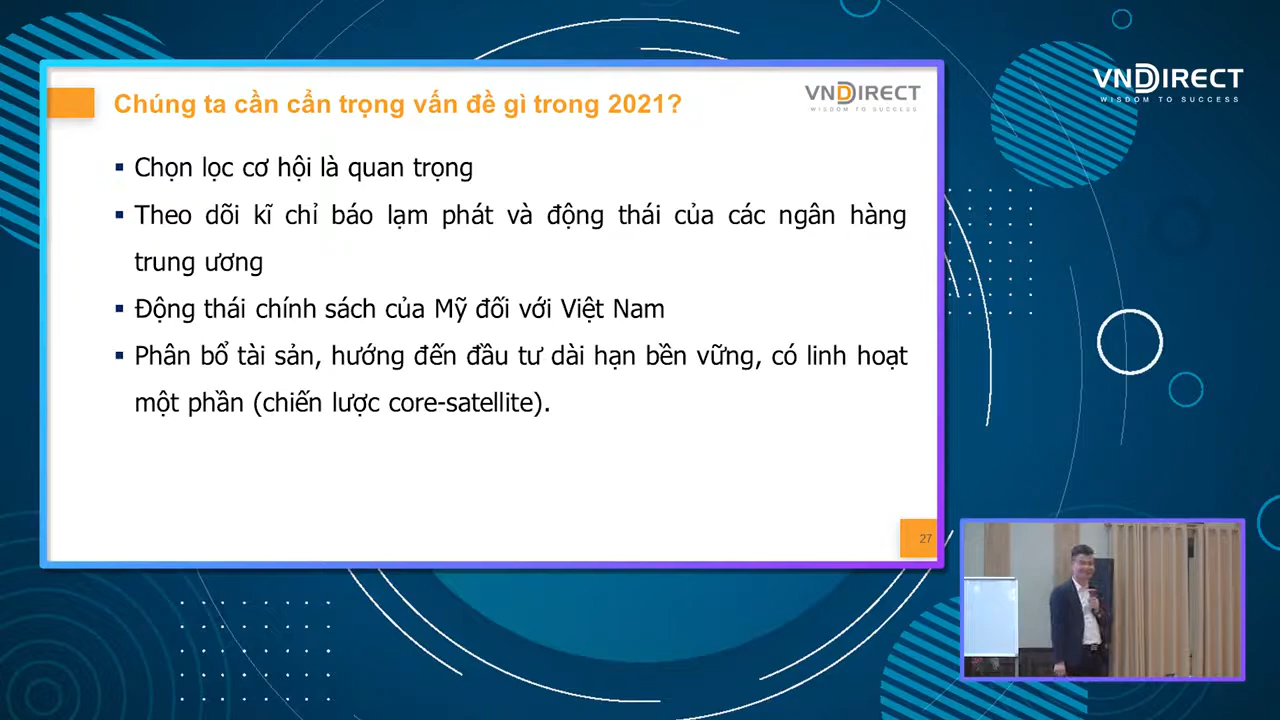 Chúng ta cần cẩn trọng vấn đề gì trong 2021?
VNDIRECT
WISDOM TO SUCCESS
▪ Chọn lọc cơ hội là quan trọng
▪ Theo dõi kĩ chỉ báo lạm phát và động thái của các ngân hàng
trung ương
▪ Động thái chính sách của Mỹ đối với Việt Nam
▪ Phân bổ tài sản, hướng đến đầu tư dài hạn bền vững, có linh hoạt
một phần (chiến lược core-satellite).
27
VNDIRECT
WISDOM TO SUCCESS